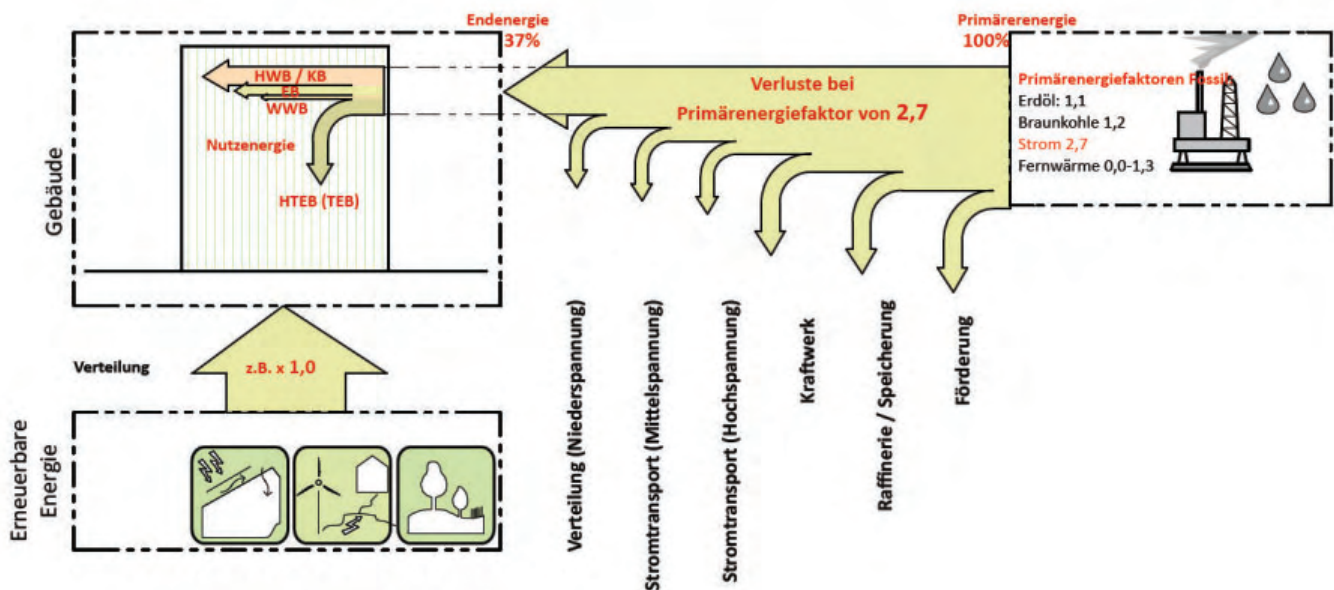 Endenergie
37%
Primärerenergie
100%
HWB / KB
EB
WWB
Nutzenergie
HTEB (TEB)
Gebäude
Verluste bei
Primärenergiefaktor von 2,7
Primärenergiefaktoren Fossil:
Erdöl: 1,1
Braunkohle 1,2
Strom 2,7
Fernwärme 0,0-1,3
Verteilung (Niederspannung)
Stromtransport (Mittelspannung)
Stromtransport (Hochspannung)
Kraftwerk
Raffinerie / Speicherung
Förderung
Verteilung
z.B. x 1,0
Erneuerbare
Energie